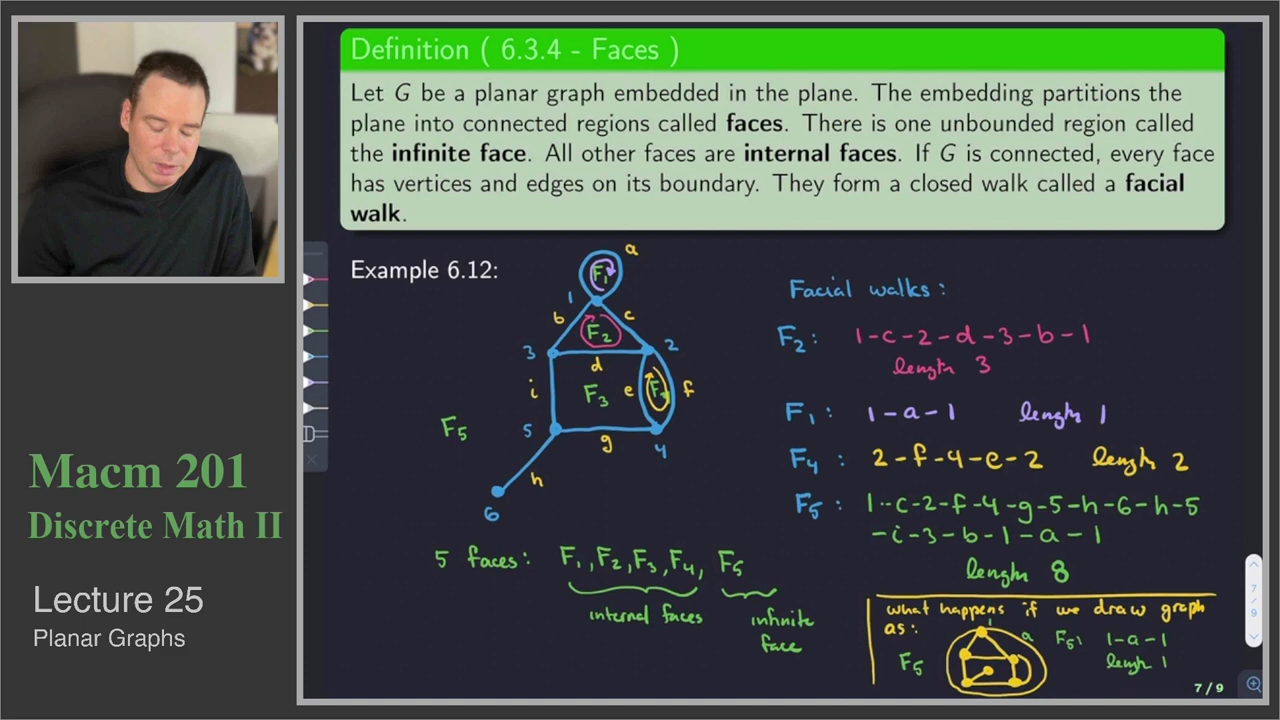 Definition ( 6.3.4 - Faces )
Let G be a planar graph embedded in the plane. The embedding partitions the
plane into connected regions called faces. There is one unbounded region called
the infinite face. All other faces are internal faces. If G is connected, every face
has vertices and edges on its boundary. They form a closed walk called a facial
walk.
Example 6.12:
a
F1
1
b
c
F2
3
2
d
i
F3
e
F4
f
F5
5
g
4
h
6
5 faces: F1, F2, F3, F4, F5
internal faces
infinite
face
Facial walks:
F2: 1-c-2-d-3-b-1
length 3
F1: 1-a-1 length 1
F4: 2-f-4-e-2 length 2
F5: 1-c-2-f-4-g-5-h-6-h-5
-i-3-b-1-a-1
length 8
what happens if we draw graph
as:
1
a
F5: 1-a-1
F5
length 1
7/9
7/9
Macm 201
Discrete Math II
Lecture 25
Planar Graphs